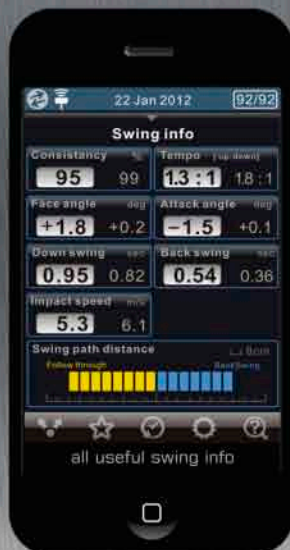 22 Jan 2012 92/92
Swing info
Consistancy % Tempo [up:down]
95 99 1.3 : 1 1.8 : 1
Face angle deg Attack angle deg
+1.8 +0.2 -1.5 +0.1
Down swing sec Back swing sec
0.95 0.82 0.54 0.36
Impact speed m/s
5.3 6.1
Swing path distance 8cm
Follow through BackSwing
all useful swing info